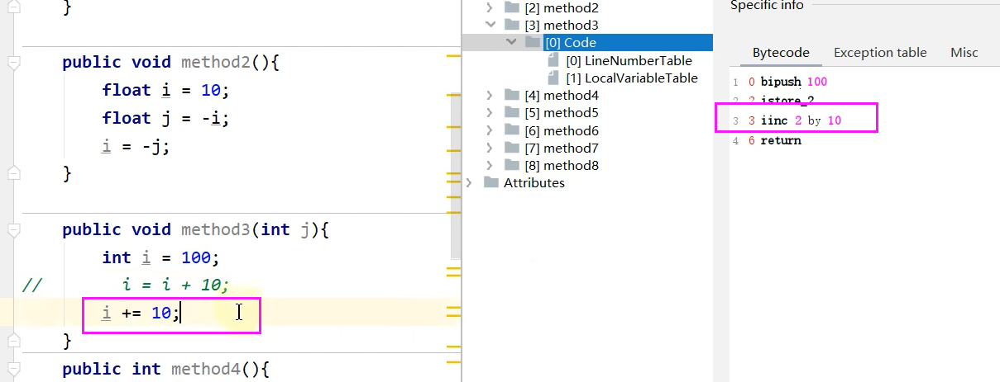 }
public void method2(){
float i = 10;
float j = -i;
i = -j;
}
public void method3(int j){
int i = 100;
// i = i + 10;
i += 10;
}
public int method4(){
[2] method2
[3] method3
[0] Code
[0] LineNumberTable
[1] LocalVariableTable
[4] method4
[5] method5
[6] method6
[7] method7
[8] method8
Attributes
Specific info
Bytecode Exception table Misc
1 0 bipush 100
2 2 istore_2
3 3 iinc 2 by 10
4 6 return